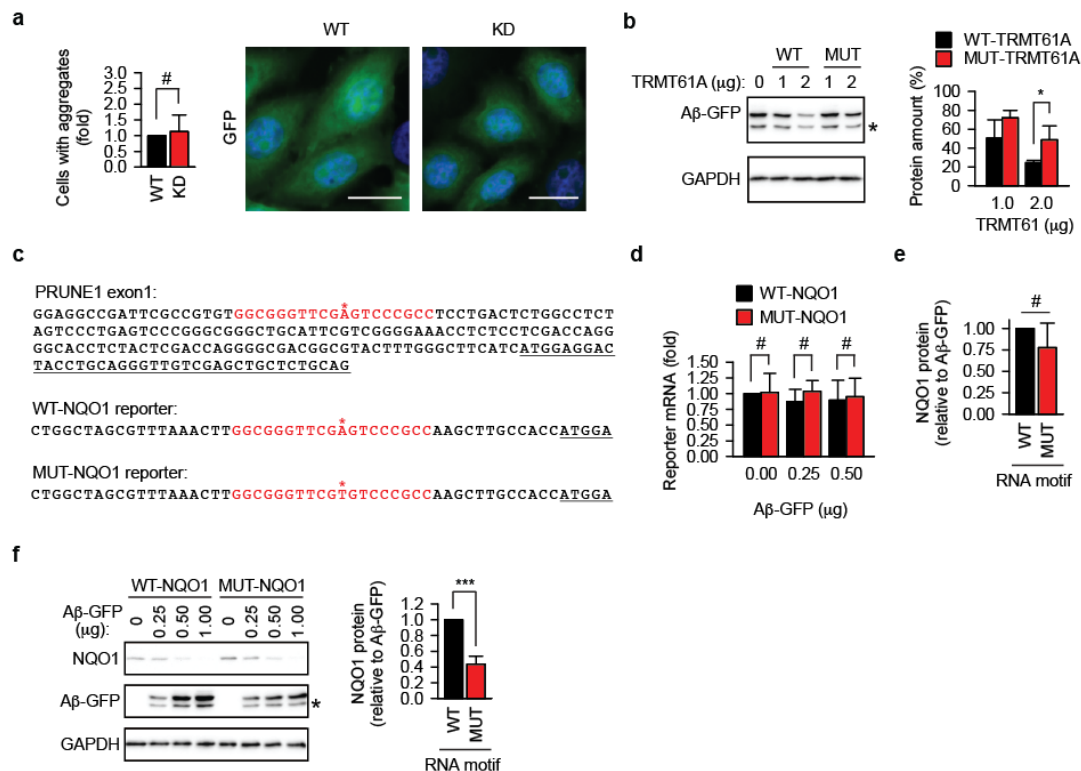 a
WT
KD
Cells with aggregates
(fold)
3.0
2.5
2.0
1.5
1.0
0.5
0.0
#
WT
KD
GFP
b
WT MUT
TRMT61A (μg): 0 1 2 1 2
Aβ-GFP
*
GAPDH
WT-TRMT61A
MUT-TRMT61A
Protein amount (%)
100
80
60
40
20
0
*
1.0 2.0
TRMT61 (μg)
c
PRUNE1 exon1:
*
GGAGGCCGATTCGCCGTGTGGCGGGTTCGAGTCCCGCCTCCTGACTCTGGCCTCT
AGTCCCTGAGTCCCGGGCGGGCTGCATTCGTCGGGGAAACCTCTCCTCGACCAGG
GGCACCTCTACTCGACCAGGGGCGACGGCGTACTTTGGGCTTCATCATGGAGGAC
TACCTGCAGGGTTGTCGAGCTGCTCTGCAG
WT-NQO1 reporter:
*
CTGGCTAGCGTTTAAACTTGGCGGGTTCGAGTCCCGCCAAGCTTGCCACCATGGA
MUT-NQO1 reporter:
*
CTGGCTAGCGTTTAAACTTGGCGGGTTCGTGTCCCGCCAAGCTTGCCACCATGGA
d
WT-NQO1
MUT-NQO1
Reporter mRNA (fold)
1.50
1.25
1.00
0.75
0.50
0.25
0.00
# # #
0.00 0.25 0.50
Aβ-GFP (μg)
e
NQO1 protein
(relative to Aβ-GFP)
#
1.00
0.75
0.50
0.25
0.00
WT
MUT
RNA motif
f
WT-NQO1 MUT-NQO1
Aβ-GFP
(μg):
0 0.25 0.50 1.00 0 0.25 0.50 1.00
NQO1
Aβ-GFP
*
GAPDH
NQO1 protein
(relative to Aβ-GFP)
***
1.2
1.0
0.8
0.6
0.4
0.2
0.0
WT
MUT
RNA motif